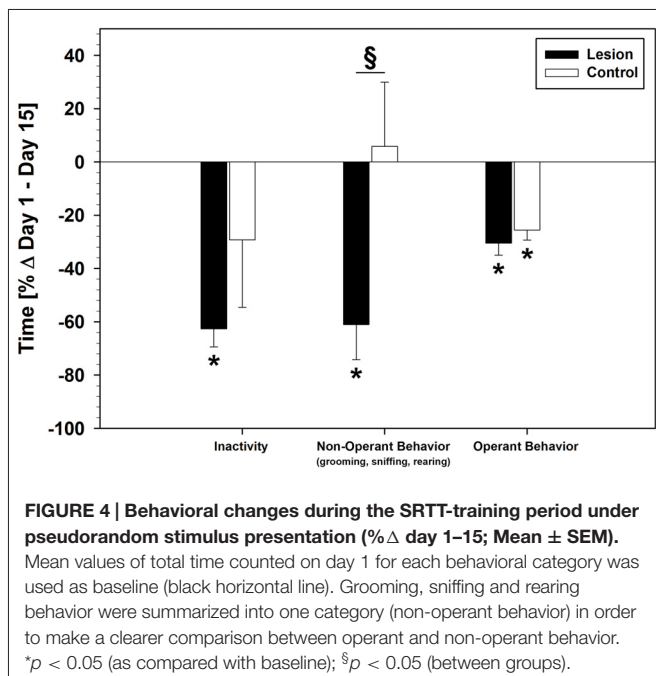 §
Lesion
Control
40
20
0
-20
-40
-60
-80
-100
Time [% Δ Day 1 - Day 15]
*
*
*
*
Inactivity
Non-Operant Behavior
(grooming, sniffing, rearing)
Operant Behavior
FIGURE 4 | Behavioral changes during the SRTT-training period under
pseudorandom stimulus presentation (%Δ day 1–15; Mean ± SEM).
Mean values of total time counted on day 1 for each behavioral category was
used as baseline (black horizontal line). Grooming, sniffing and rearing
behavior were summarized into one category (non-operant behavior) in order
to make a clearer comparison between operant and non-operant behavior.
*p < 0.05 (as compared with baseline); §p < 0.05 (between groups).